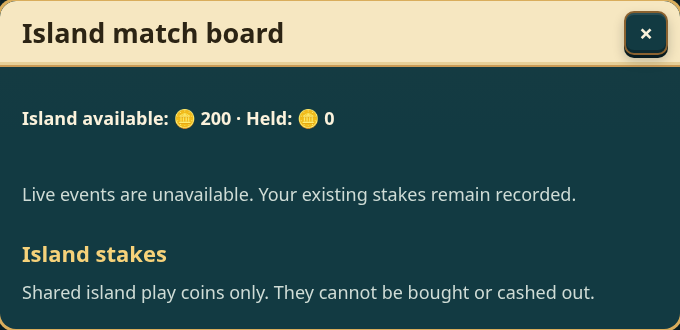 Island match board
×
Island available: 🪙 200 · Held: 🪙 0
Live events are unavailable. Your existing stakes remain recorded.
Island stakes
Shared island play coins only. They cannot be bought or cashed out.